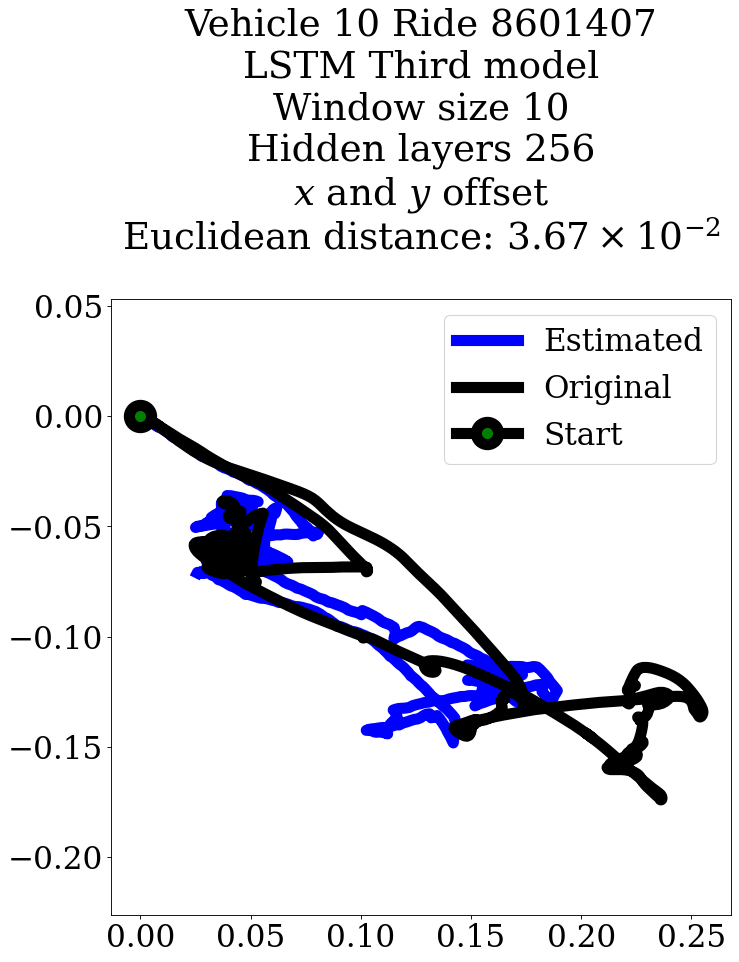 Vehicle 10 Ride 8601407
LSTM Third model
Window size 10
Hidden layers 256
x and y offset
Euclidean distance: 3.67 × 10⁻²
0.05
Estimated
Original
Start
0.00
−0.05
−0.10
−0.15
−0.20
0.00 0.05 0.10 0.15 0.20 0.25